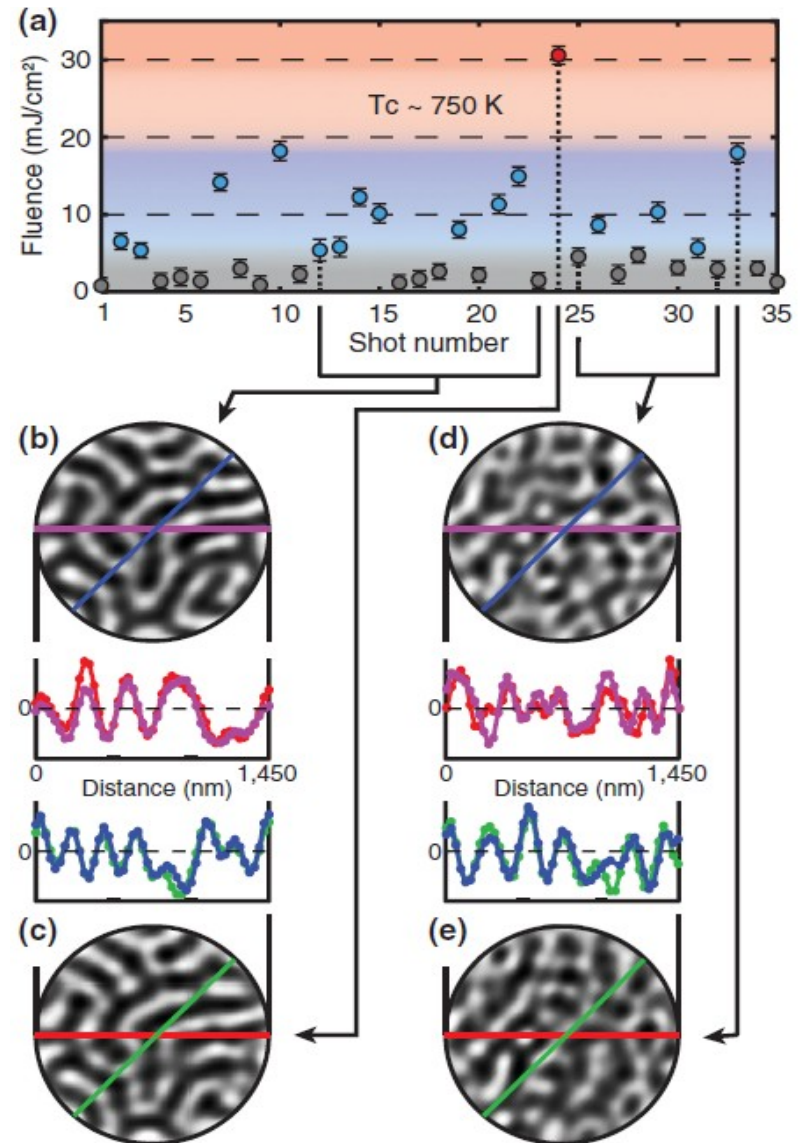 (a)
Fluence (mJ/cm²)
30
20
10
0
Tc ~ 750 K
1 5 10 15 20 25 30 35
Shot number
(b)
(d)
0
0
0 1,450
0 1,450
Distance (nm)
Distance (nm)
0
0
(c)
(e)